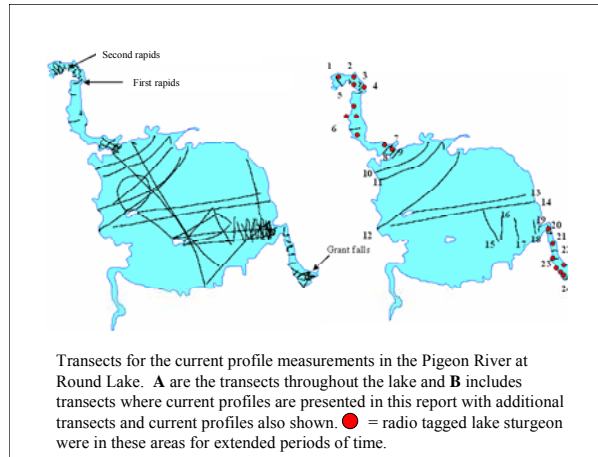 Second rapids
First rapids
Grant falls
1 2 3 4
5
6
7
8 9
10
11
12
13
14
15 16 17 18
19 20
21
22
23
Transects for the current profile measurements in the Pigeon River at
Round Lake. A are the transects throughout the lake and B includes
transects where current profiles are presented in this report with additional
transects and current profiles also shown. = radio tagged lake sturgeon
were in these areas for extended periods of time.